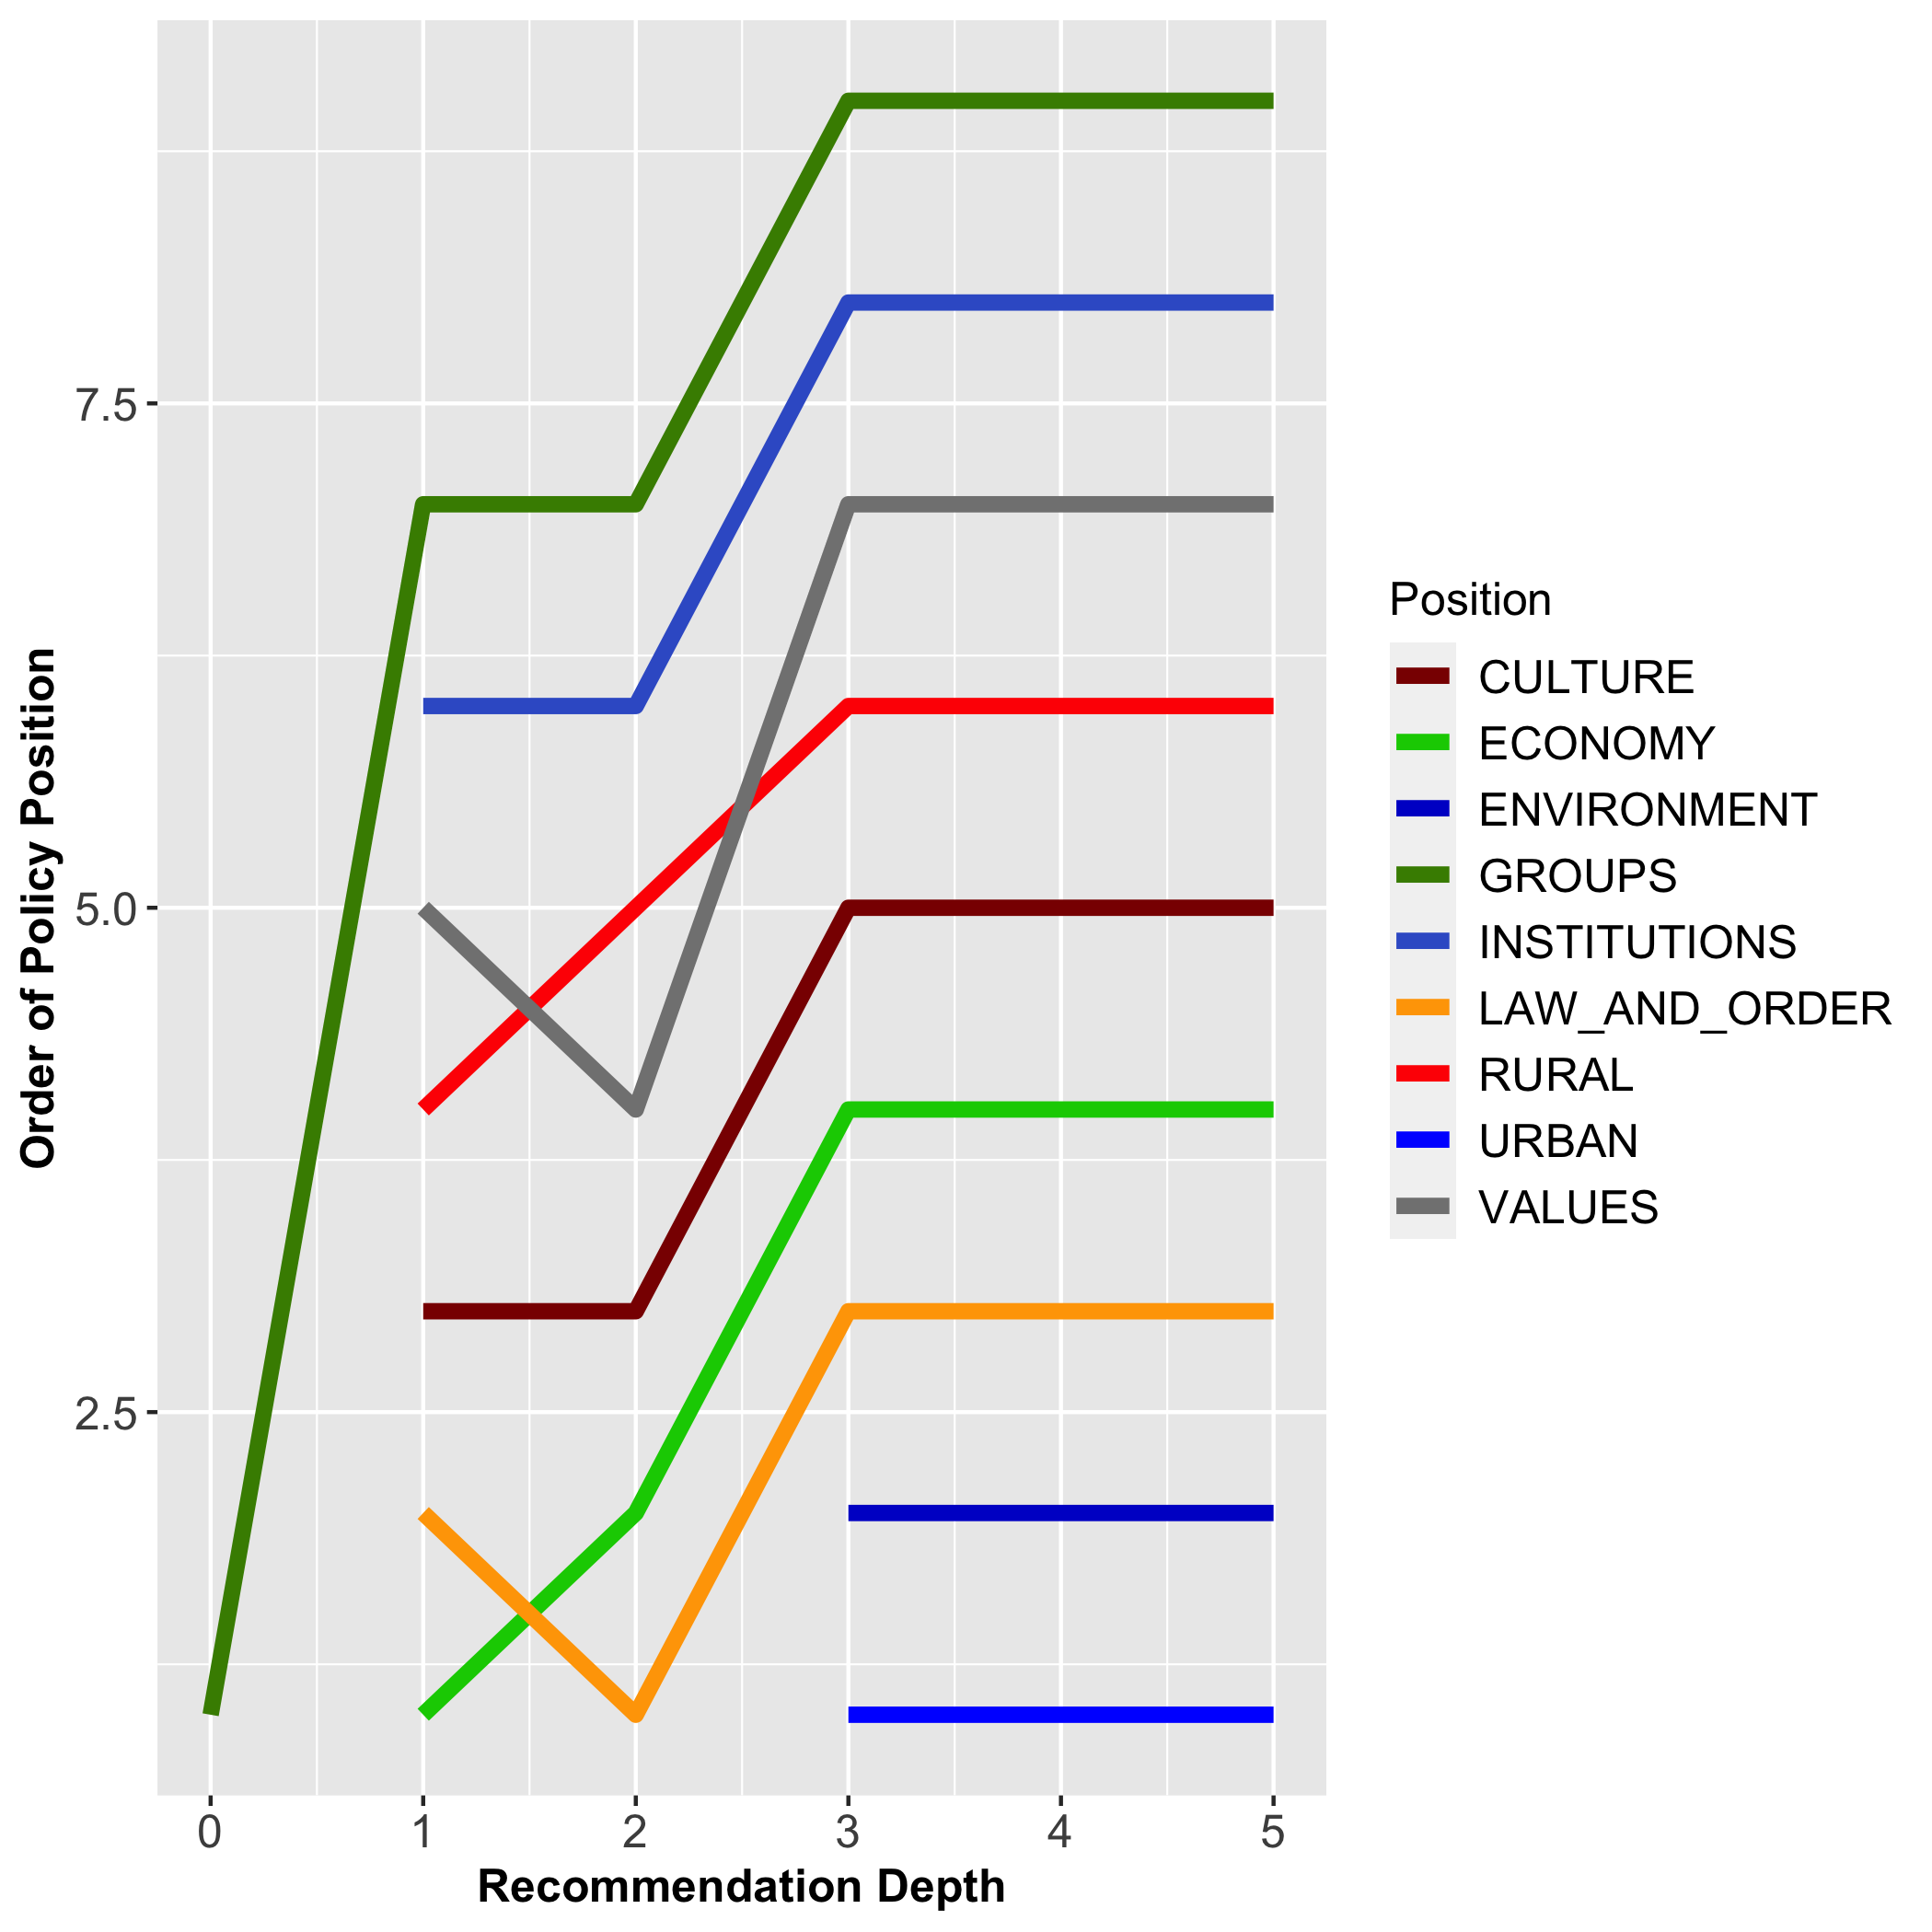 7.5
5.0
2.5
Order of Policy Position
0 1 2 3 4 5
Recommendation Depth
Position
CULTURE
ECONOMY
ENVIRONMENT
GROUPS
INSTITUTIONS
LAW_AND_ORDER
RURAL
URBAN
VALUES